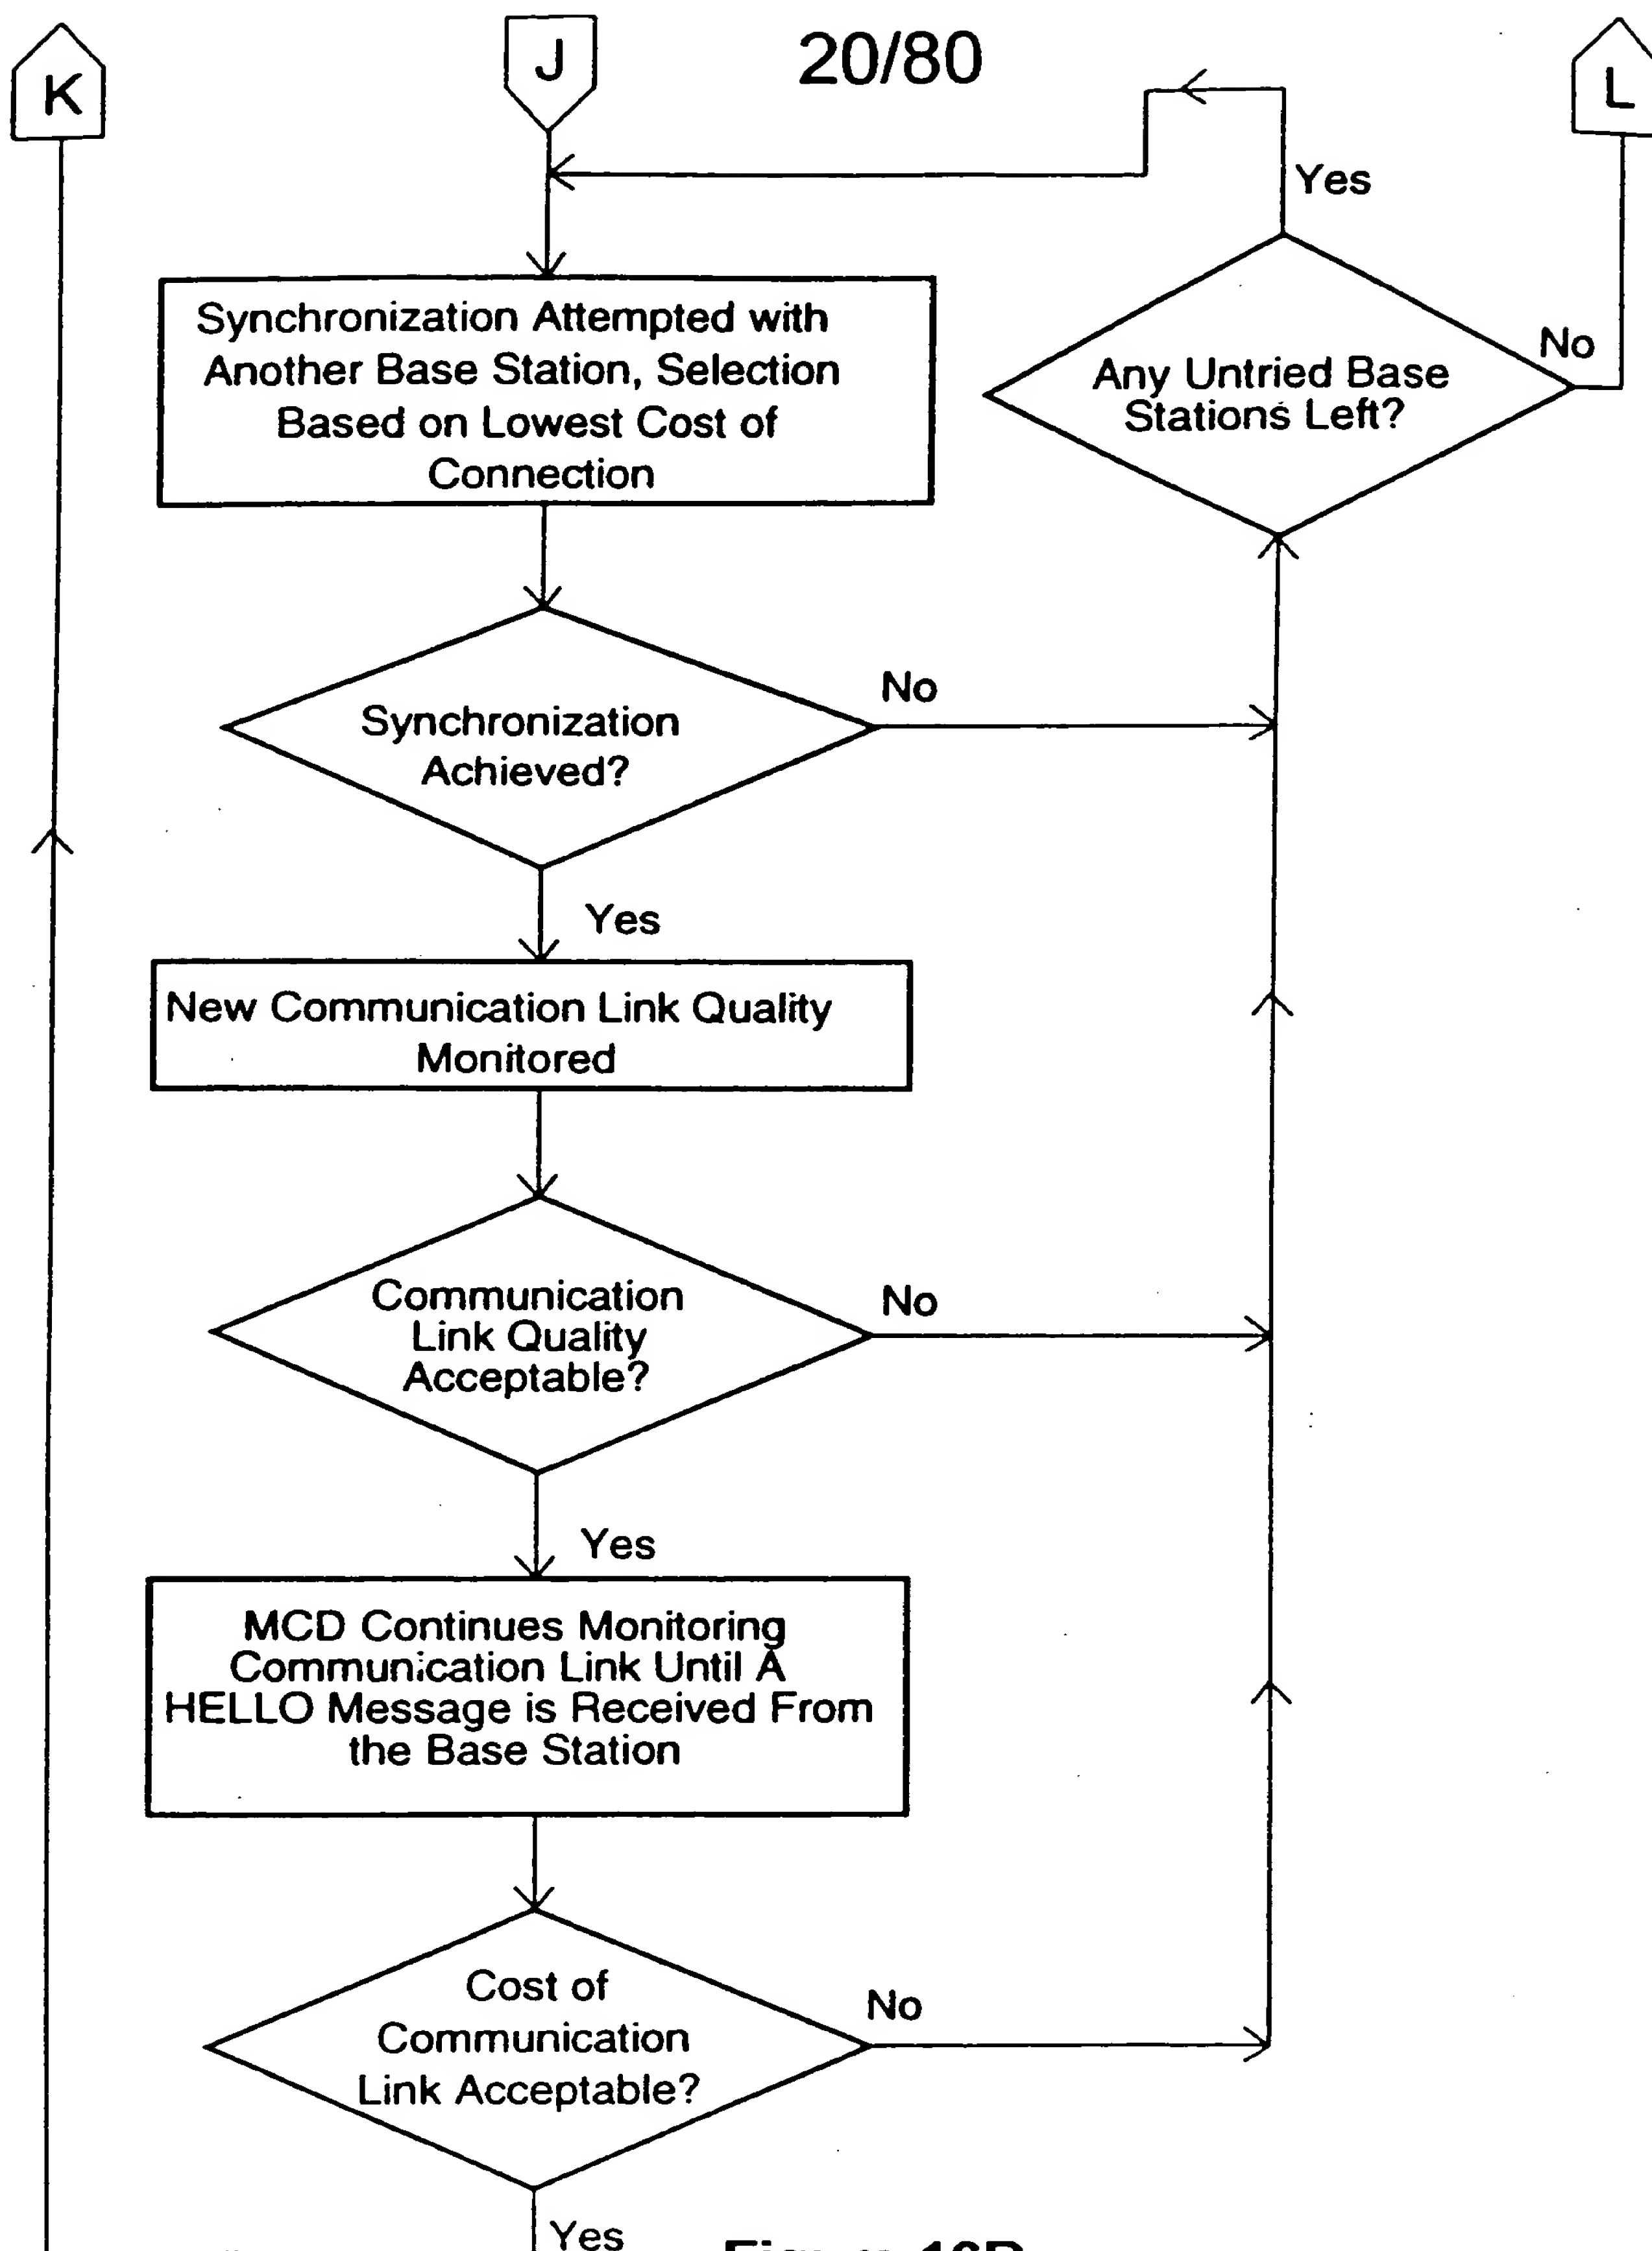 K
J
20/80
L
Yes
Synchronization Attempted with
Another Base Station, Selection
Based on Lowest Cost of
Connection
Any Untried Base
Stations Left?
No
Synchronization
Achieved?
No
Yes
New Communication Link Quality
Monitored
Communication
Link Quality
Acceptable?
No
Yes
MCD Continues Monitoring
Communication Link Until A
HELLO Message is Received From
the Base Station
Cost of
Communication
Link Acceptable?
No
Yes